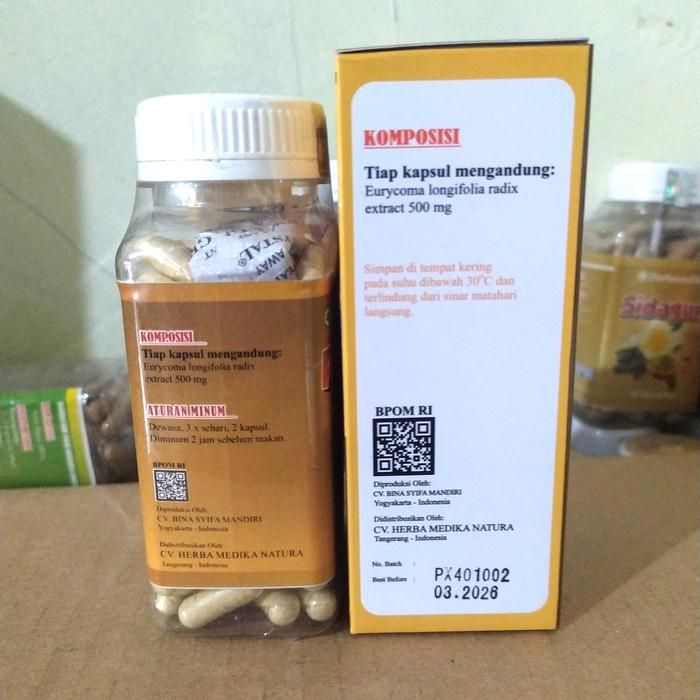 KOMPOSISI
Tiap kapsul mengandung:
Eurycoma longifolia radix
extract 500 mg
ATURAN MINUM
Dewasa, 3 x sehari, 2 kapsul.
Diminum 2 jam sebelum makan.
BPOM RI
Diproduksi Oleh:
CV. BINA SYIFA MANDIRI
Yogyakarta - Indonesia
Didistribusikan Oleh:
CV. HERBA MEDIKA NATURA
Tangerang - Indonesia
KOMPOSISI
Tiap kapsul mengandung:
Eurycoma longifolia radix
extract 500 mg
Simpan di tempat kering
pada suhu dibawah 30°C dan
terlindung dari sinar matahari
langsung.
BPOM RI
Diproduksi Oleh:
CV. BINA SYIFA MANDIRI
Yogyakarta - Indonesia
Didistribusikan Oleh:
CV. HERBA MEDIKA NATURA
Tangerang - Indonesia
No. Batch :
Best Before : PX401002
03.2026
Sidagur